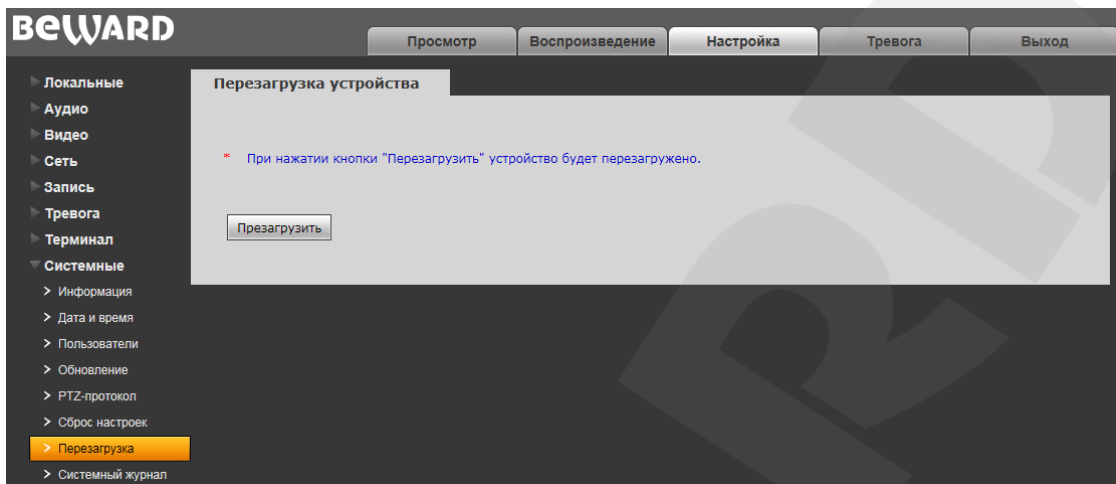 BEWARD
Просмотр Воспроизведение Настройка Тревога Выход
Локальные
Аудио
Видео
Сеть
Запись
Тревога
Терминал
Системные
> Информация
> Дата и время
> Пользователи
> Обновление
> PTZ-протокол
> Сброс настроек
> Перезагрузка
> Системный журнал
Перезагрузка устройства
* При нажатии кнопки "Перезагрузить" устройство будет перезагружено.
Презагрузить